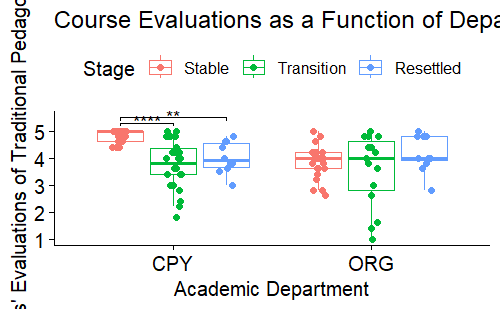 Course Evaluations as a Function of Depa
Stage Stable Transition Resettled
s' Evaluations of Traditional Pedago
**** **
5
4
3
2
1
CPY ORG
Academic Department